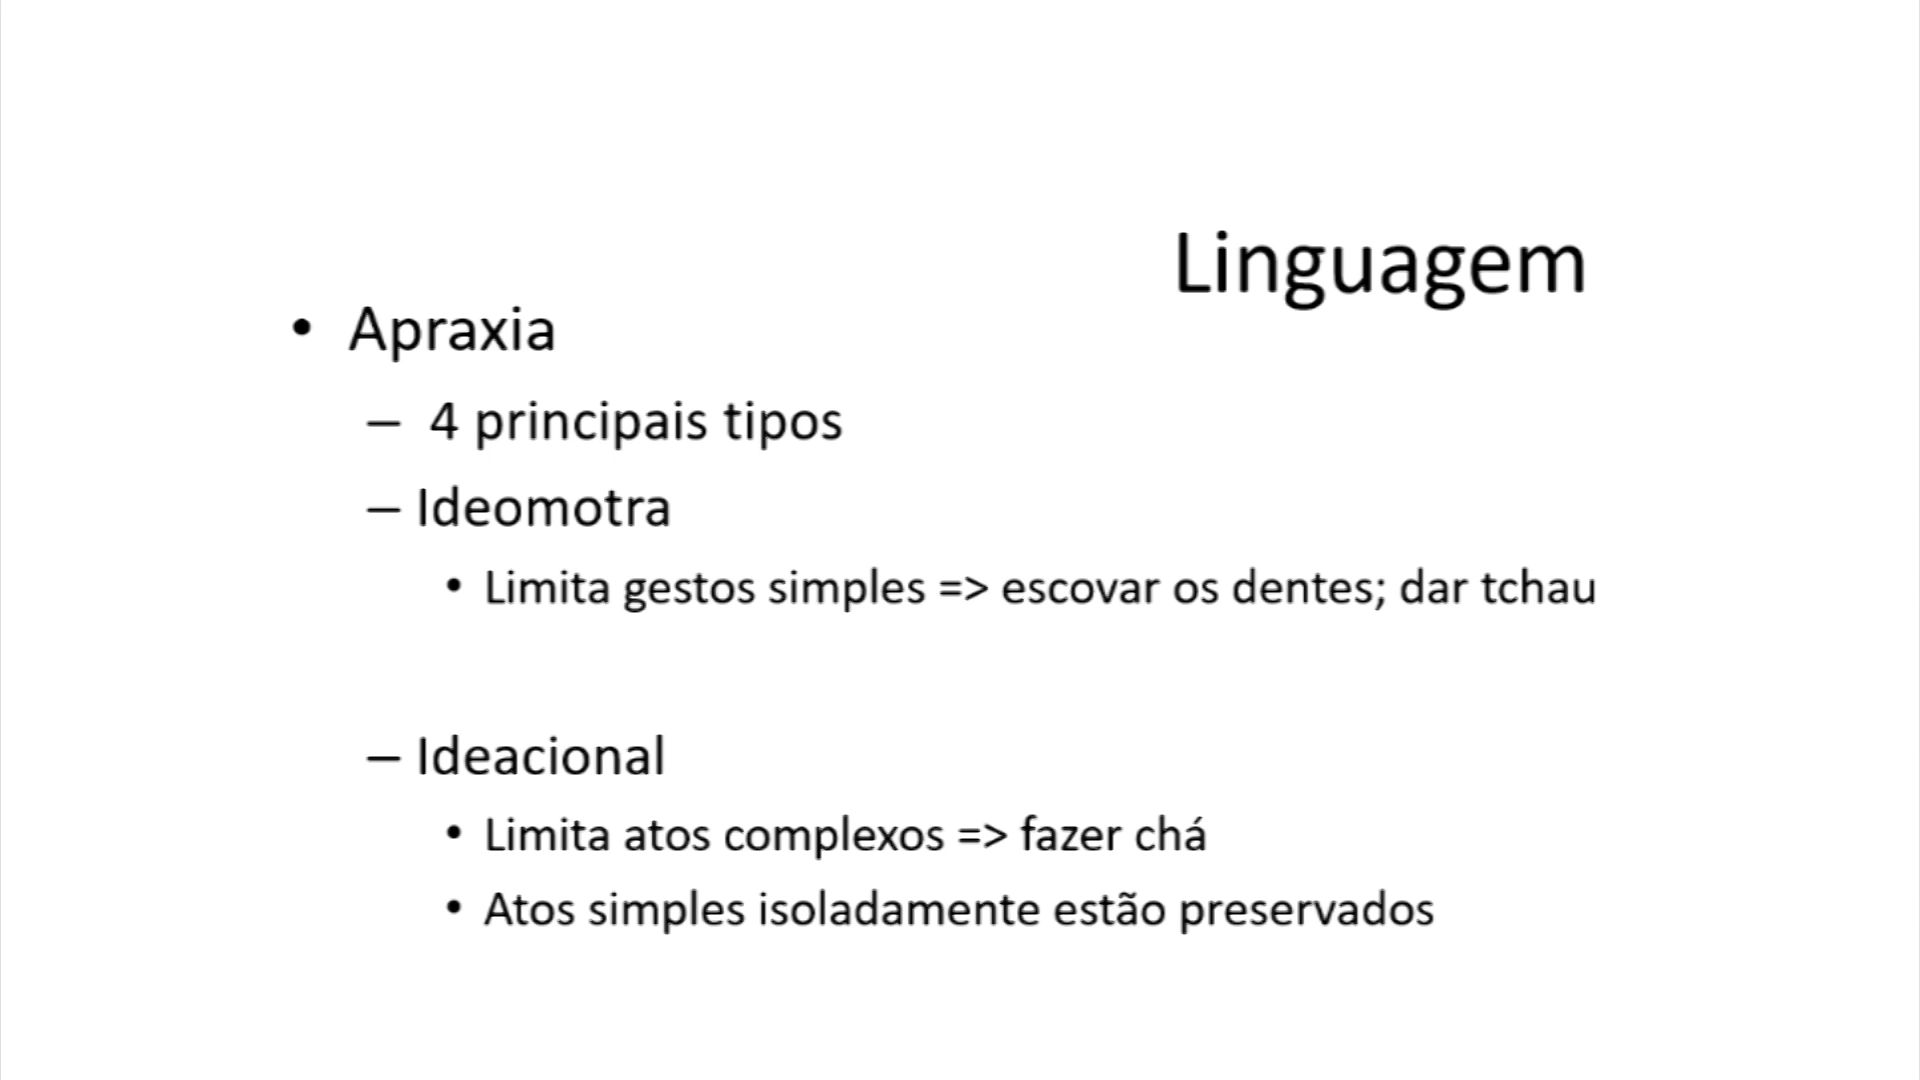 Linguagem
• Apraxia
– 4 principais tipos
– Ideomotra
• Limita gestos simples => escovar os dentes; dar tchau
– Ideacional
• Limita atos complexos => fazer chá
• Atos simples isoladamente estão preservados